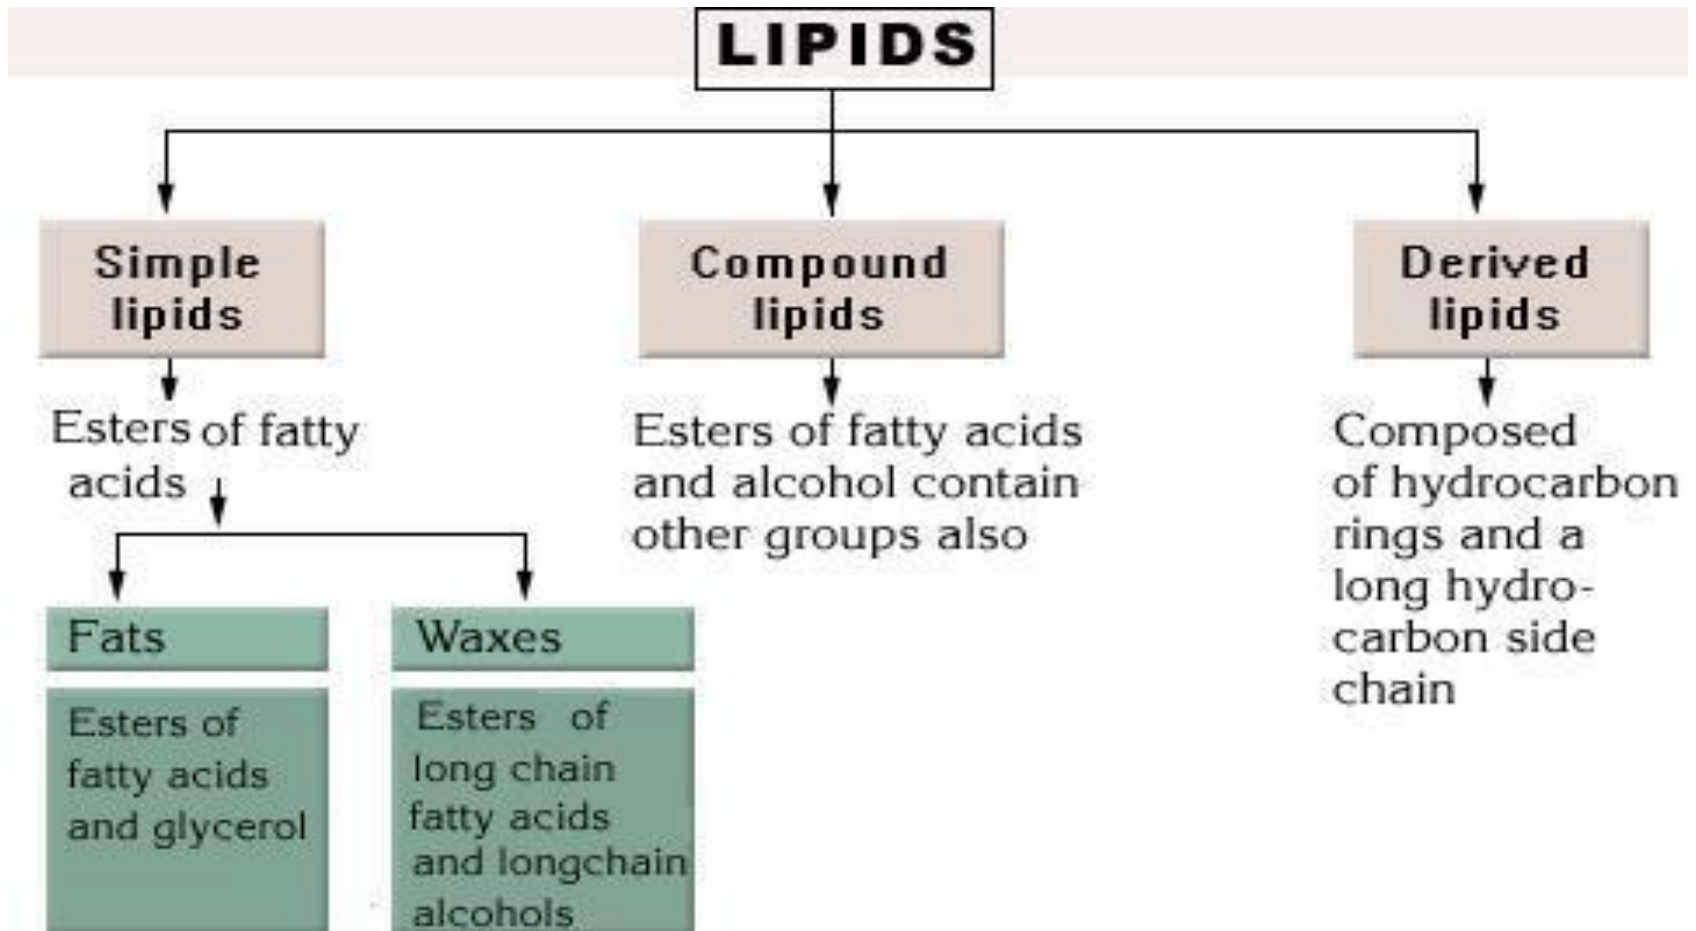 LIPIDS
Simple
lipids
Esters of fatty
acids
Fats
Esters of
fatty acids
and glycerol
Waxes
Esters of
long chain
fatty acids
and longchain
alcohols
Compound
lipids
Esters of fatty acids
and alcohol contain
other groups also
Derived
lipids
Composed
of hydrocarbon
rings and a
long hydro-
carbon side
chain